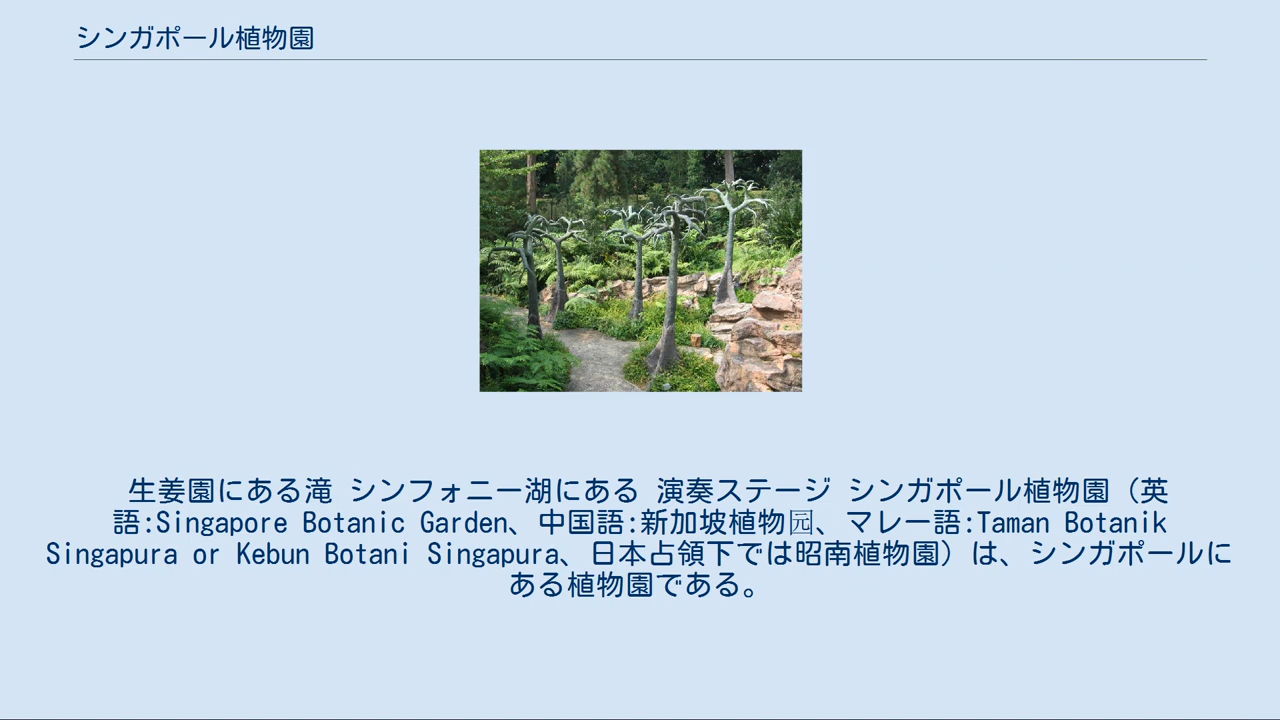 シンガポール植物園
生姜園にある滝 シンフォニー湖にある 演奏ステージ シンガポール植物園（英
語:Singapore Botanic Garden、中国語:新加坡植物园、マレー語:Taman Botanik
Singapura or Kebun Botani Singapura、日本占領下では昭南植物園）は、シンガポールに
ある植物園である。